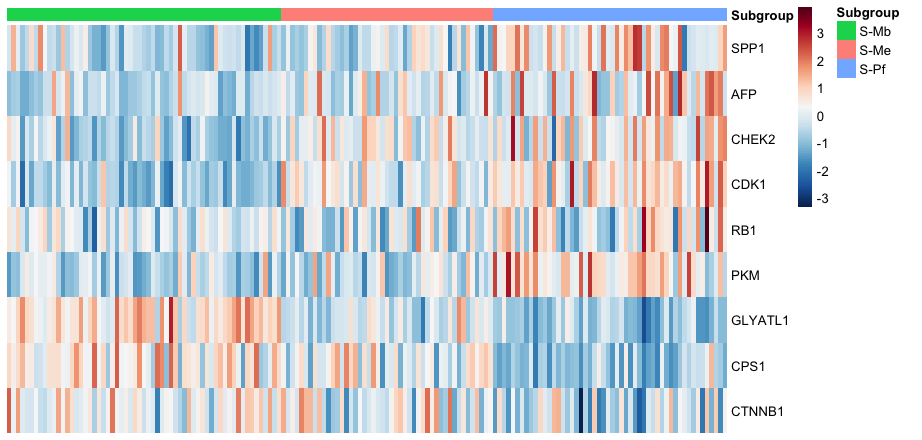 Subgroup
SPP1
AFP
CHEK2
CDK1
RB1
PKM
GLYATL1
CPS1
CTNNB1
3
2
1
0
-1
-2
-3
Subgroup
S-Mb
S-Me
S-Pf